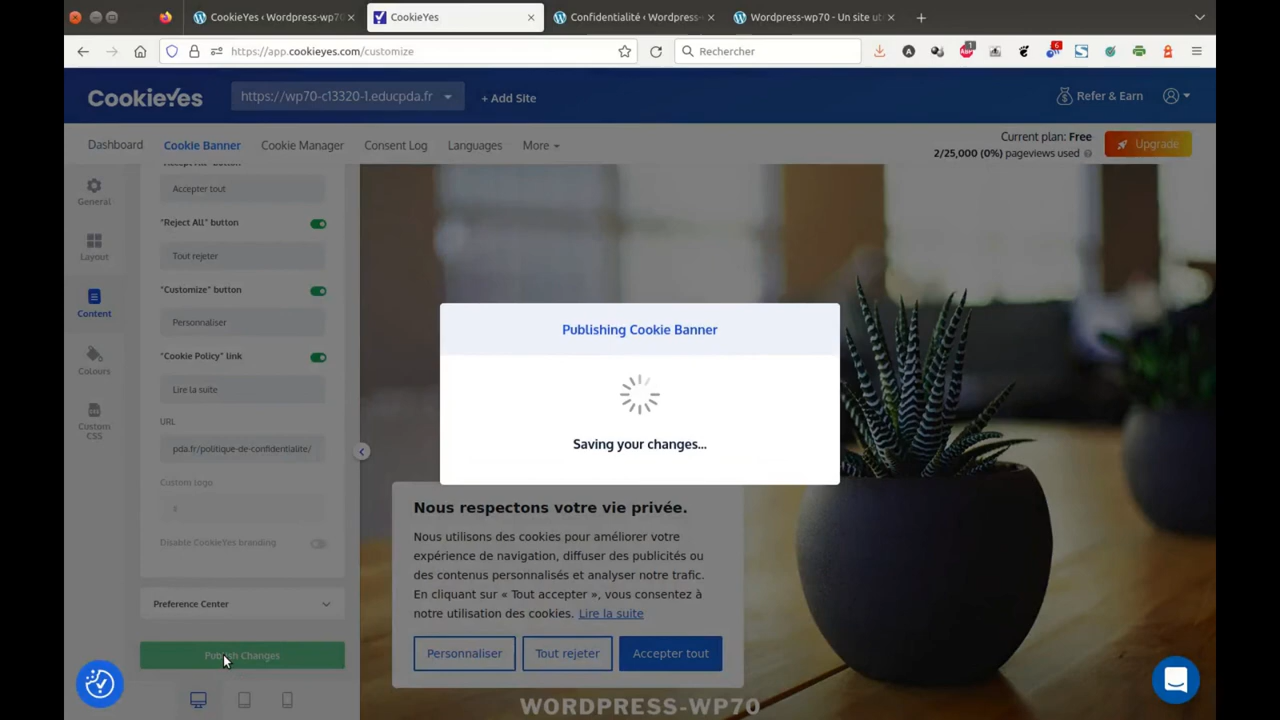 CookieYes ‹ Wordpress-wp70
CookieYes
Confidentialité ‹ Wordpress-
Wordpress-wp70 - Un site ut
https://app.cookieyes.com/customize
Rechercher
1
6
CookieYes
https://wp70-c13320-1.educpda.fr
+ Add Site
Refer & Earn
Dashboard
Cookie Banner
Cookie Manager
Consent Log
Languages
More
Current plan: Free
2/25,000 (0%) pageviews used
Upgrade
General
Layout
Content
Colours
Custom
CSS
"Accept All" button
Accepter tout
"Reject All" button
Tout rejeter
"Customize" button
Personnaliser
"Cookie Policy" link
Lire la suite
URL
pda.fr/politique-de-confidentialite/
Custom logo
Disable CookieYes branding
Preference Center
Publish Changes
Publishing Cookie Banner
Saving your changes...
Nous respectons votre vie privée.
Nous utilisons des cookies pour améliorer votre
expérience de navigation, diffuser des publicités ou
des contenus personnalisés et analyser notre trafic.
En cliquant sur « Tout accepter », vous consentez à
notre utilisation des cookies. Lire la suite
Personnaliser
Tout rejeter
Accepter tout
WORDPRESS-WP70